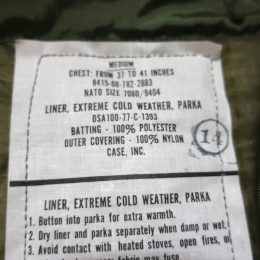 MEDIUM
CHEST: FROM 37 TO 41 INCHES
8415-00-782-2883
NATO SIZE 7080/9404
LINER, EXTREME COLD WEATHER, PARKA
DSA100-77-C-1393
BATTING - 100% POLYESTER
OUTER COVERING - 100% NYLON
CASE, INC.
14
LINER, EXTREME COLD WEATHER, PARKA
1. Button into parka for extra warmth.
2. Dry liner and parka separately when damp or wet.
3. Avoid contact with heated stoves, open fires, or
fabric may fuse